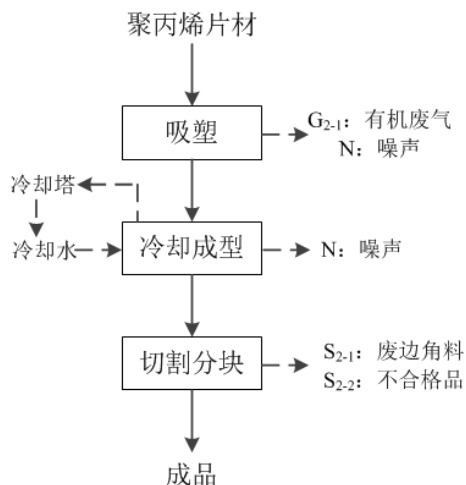 聚丙烯片材
吸塑
G2-1：有机废气
N：噪声
冷却塔
冷却水
冷却成型
N：噪声
切割分块
S2-1：废边角料
S2-2：不合格品
成品